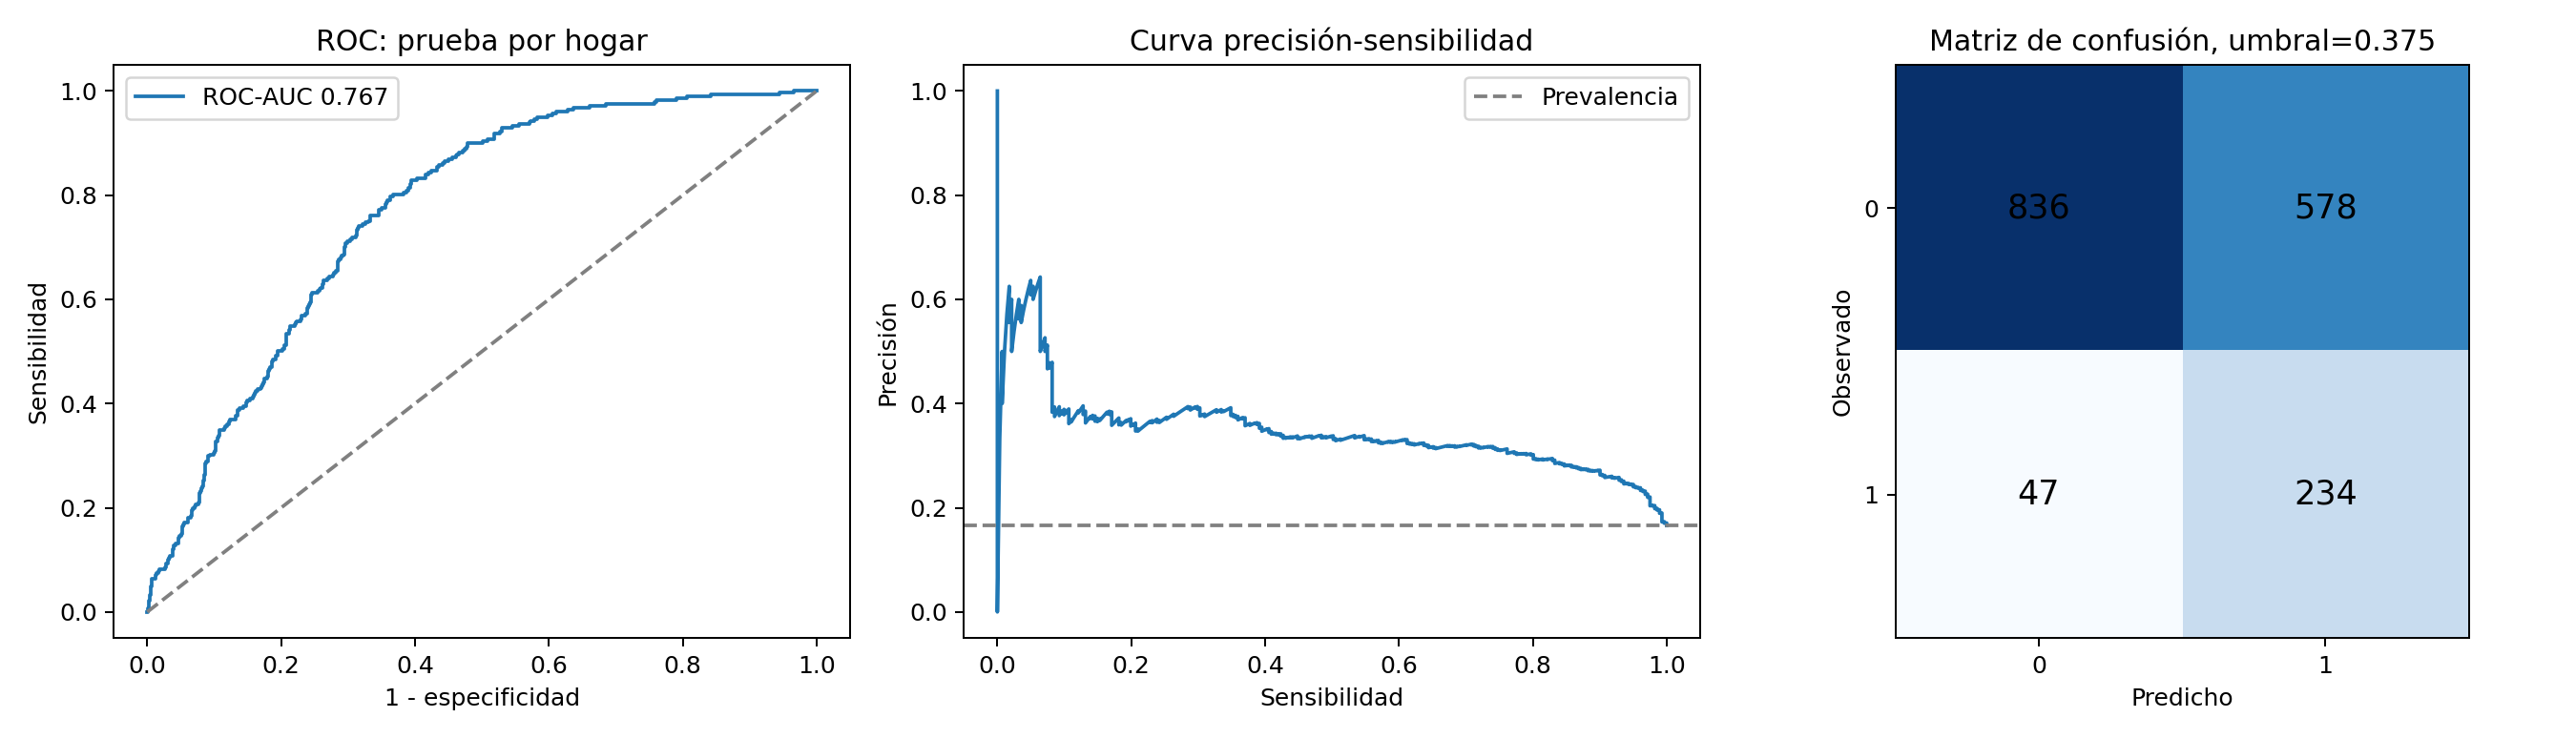 ROC: prueba por hogar
ROC-AUC 0.767
1.0
0.8
0.6
0.4
0.2
0.0
Sensibilidad
0.0 0.2 0.4 0.6 0.8 1.0
1 - especificidad
Curva precisión-sensibilidad
Prevalencia
1.0
0.8
0.6
0.4
0.2
0.0
Precisión
0.0 0.2 0.4 0.6 0.8 1.0
Sensibilidad
Matriz de confusión, umbral=0.375
0
836 578
Observado
1
47 234
0 1
Predicho